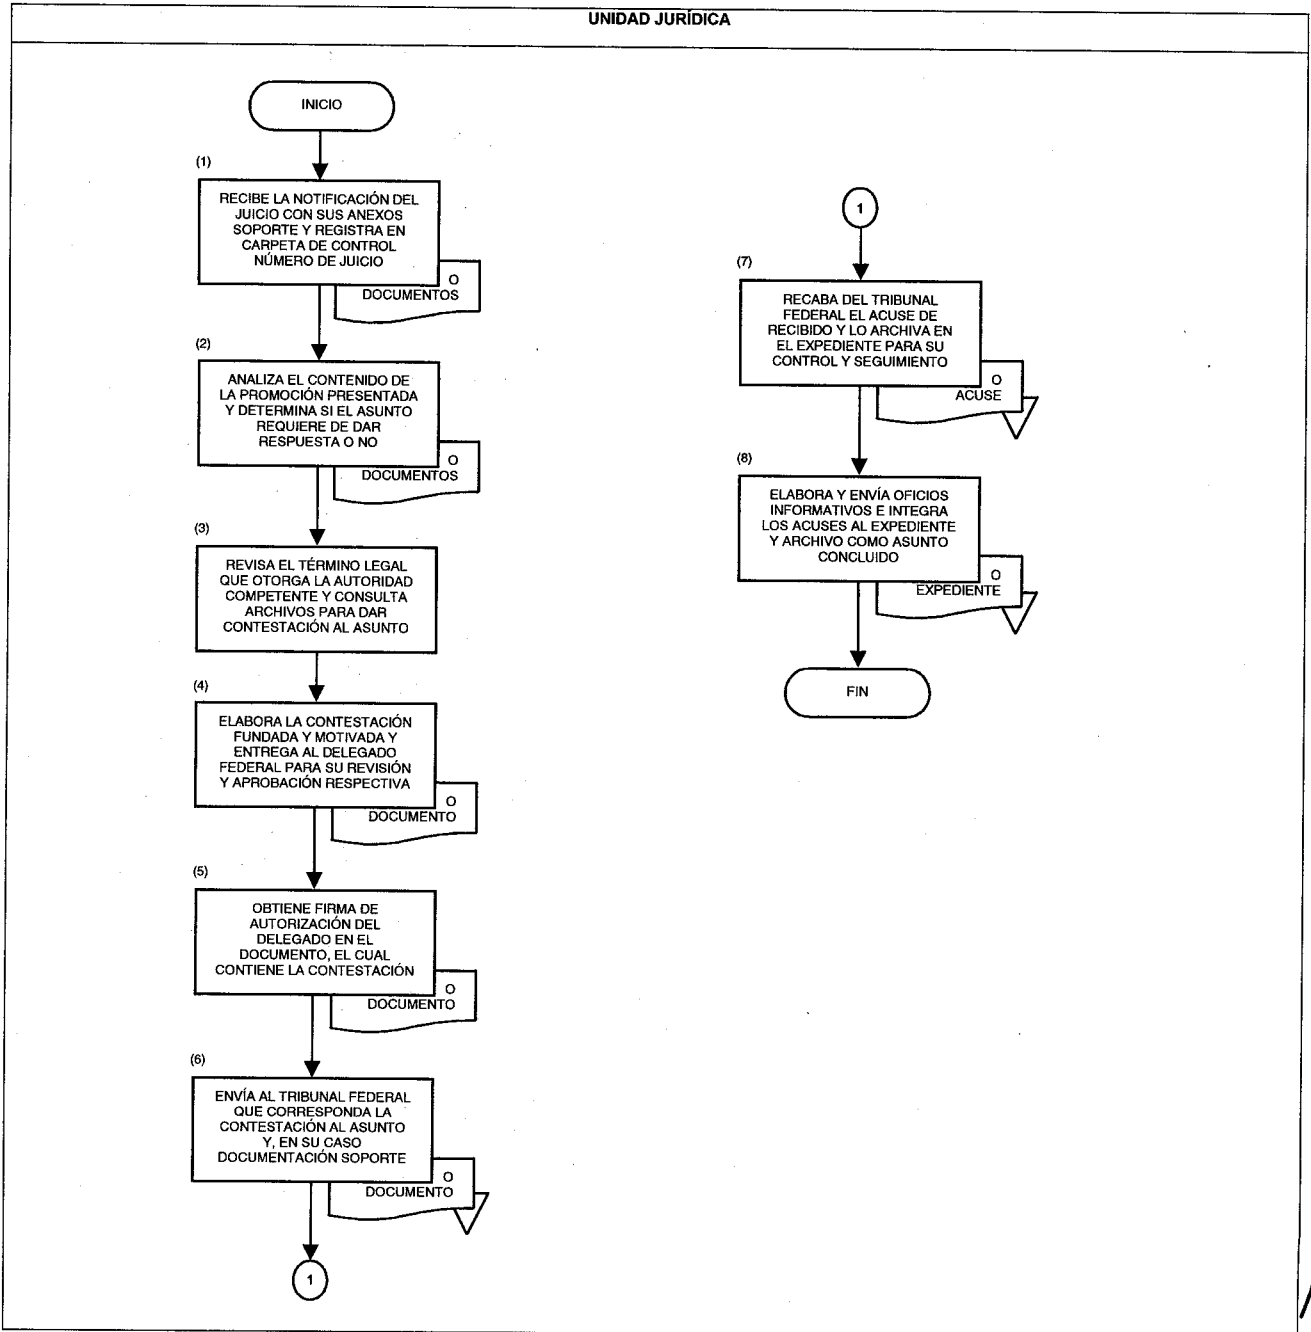 UNIDAD JURÍDICA
INICIO
(1)
RECIBE LA NOTIFICACIÓN DEL
JUICIO CON SUS ANEXOS
SOPORTE Y REGISTRA EN
CARPETA DE CONTROL
NÚMERO DE JUICIO
O
DOCUMENTOS
(2)
ANALIZA EL CONTENIDO DE
LA PROMOCIÓN PRESENTADA
Y DETERMINA SI EL ASUNTO
REQUIERE DE DAR
RESPUESTA O NO
O
DOCUMENTOS
(3)
REVISA EL TÉRMINO LEGAL
QUE OTORGA LA AUTORIDAD
COMPETENTE Y CONSULTA
ARCHIVOS PARA DAR
CONTESTACIÓN AL ASUNTO
(4)
ELABORA LA CONTESTACIÓN
FUNDADA Y MOTIVADA Y
ENTREGA AL DELEGADO
FEDERAL PARA SU REVISIÓN
Y APROBACIÓN RESPECTIVA
O
DOCUMENTO
(5)
OBTIENE FIRMA DE
AUTORIZACIÓN DEL
DELEGADO EN EL
DOCUMENTO, EL CUAL
CONTIENE LA CONTESTACIÓN
O
DOCUMENTO
(6)
ENVÍA AL TRIBUNAL FEDERAL
QUE CORRESPONDA LA
CONTESTACIÓN AL ASUNTO
Y, EN SU CASO
DOCUMENTACIÓN SOPORTE
O
DOCUMENTO
1
1
(7)
RECABA DEL TRIBUNAL
FEDERAL EL ACUSE DE
RECIBIDO Y LO ARCHIVA EN
EL EXPEDIENTE PARA SU
CONTROL Y SEGUIMIENTO
O
ACUSE
(8)
ELABORA Y ENVÍA OFICIOS
INFORMATIVOS E INTEGRA
LOS ACUSES AL EXPEDIENTE
Y ARCHIVO COMO ASUNTO
CONCLUIDO
O
EXPEDIENTE
FIN